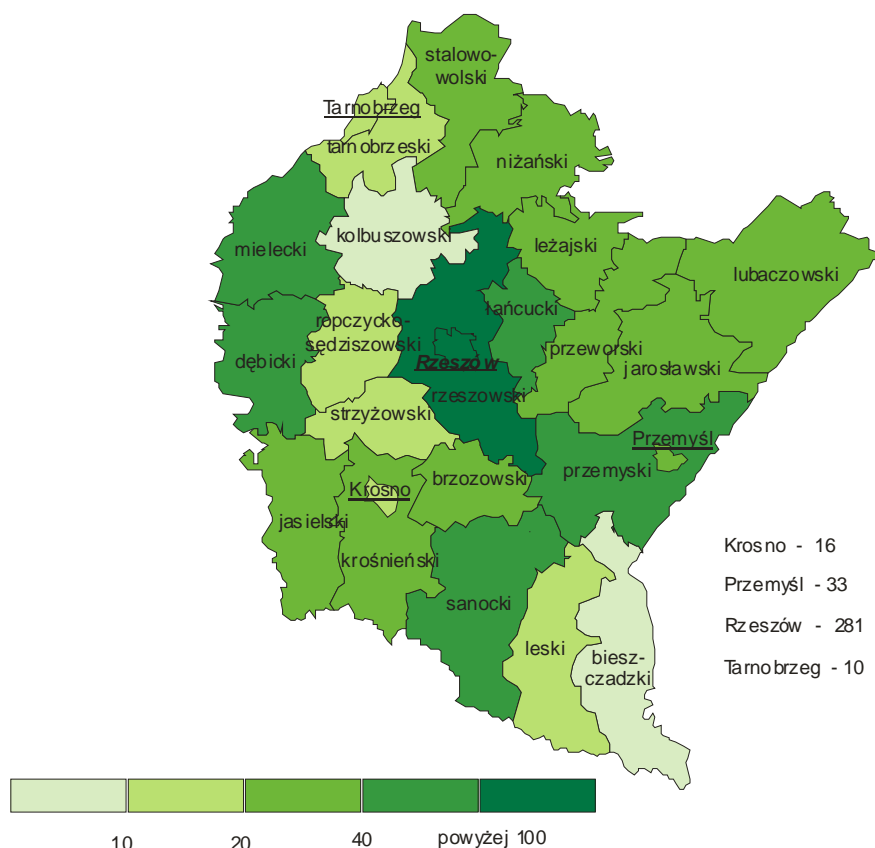 stalowo-
wolski
Tarnobrzeg
tarnobrzeski
niżański
kolbuszowski
mielecki
leżajski
lubaczowski
łańcucki
ropczycko-
sędziszowski
dębicki
Rzeszów
przeworski
jarosławski
rzeszowski
strzyżowski
Przemyśl
przemyski
Krosno
brzozowski
jasielski
krośnieński
sanocki
leski
biesz-
czadzki
Krosno - 16
Przemyśl - 33
Rzeszów - 281
Tarnobrzeg - 10
10 20 40 powyżej 100